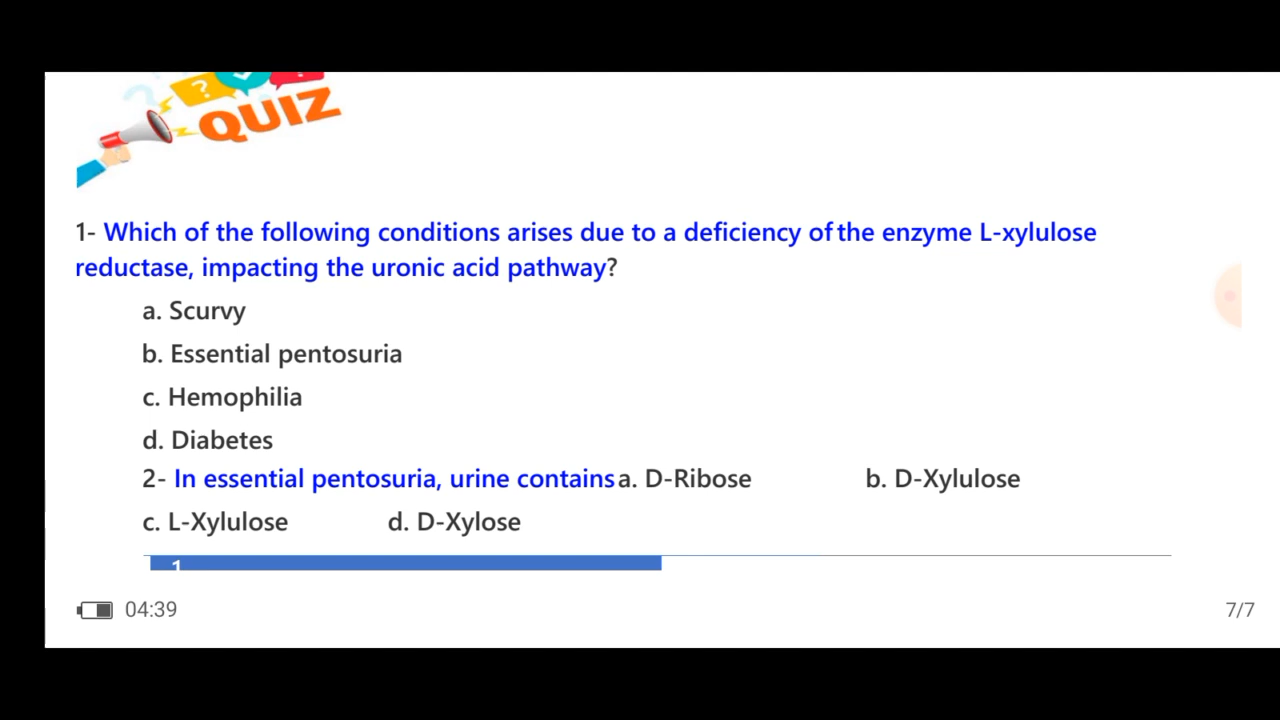 QUIZ
1- Which of the following conditions arises due to a deficiency of the enzyme L-xylulose
reductase, impacting the uronic acid pathway?
a. Scurvy
b. Essential pentosuria
c. Hemophilia
d. Diabetes
2- In essential pentosuria, urine contains a. D-Ribose b. D-Xylulose
c. L-Xylulose d. D-Xylose
1
04:39 7/7